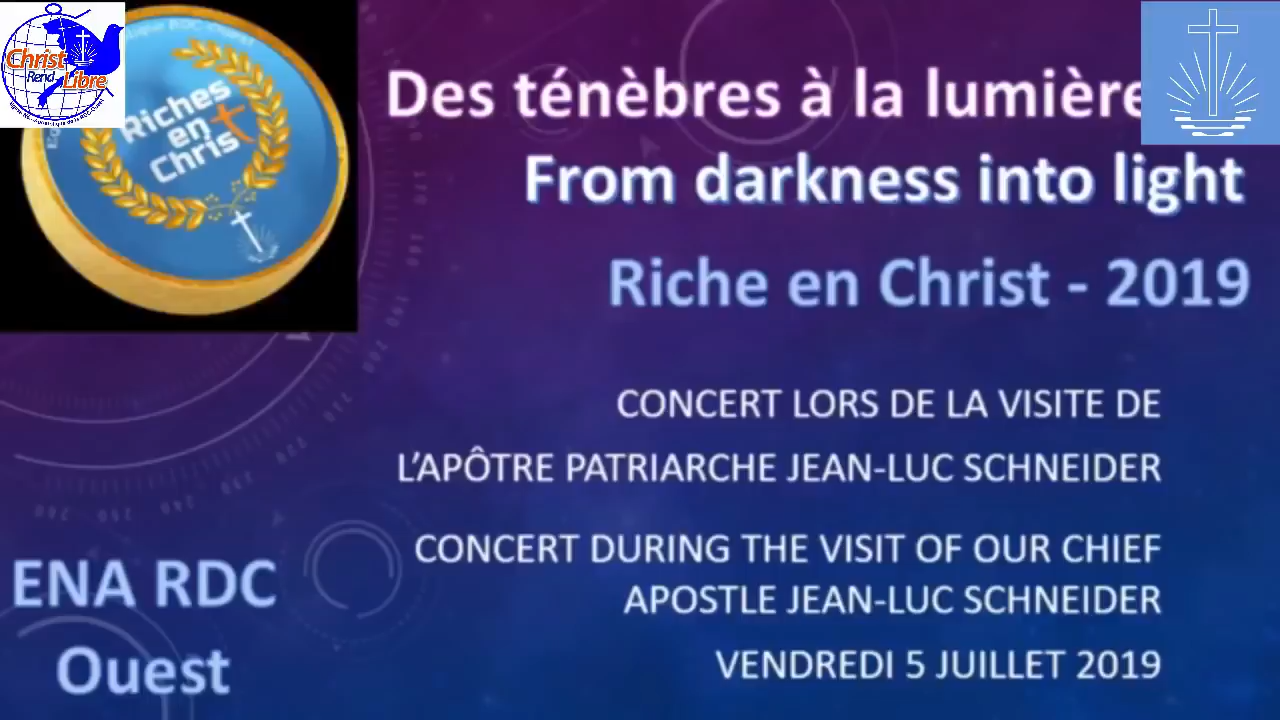 Christ
Rend
Libre
Riches
en
Christ
Des ténèbres à la lumière
From darkness into light
Riche en Christ - 2019
CONCERT LORS DE LA VISITE DE
L'APÔTRE PATRIARCHE JEAN-LUC SCHNEIDER
CONCERT DURING THE VISIT OF OUR CHIEF
APOSTLE JEAN-LUC SCHNEIDER
VENDREDI 5 JUILLET 2019
ENA RDC
Ouest